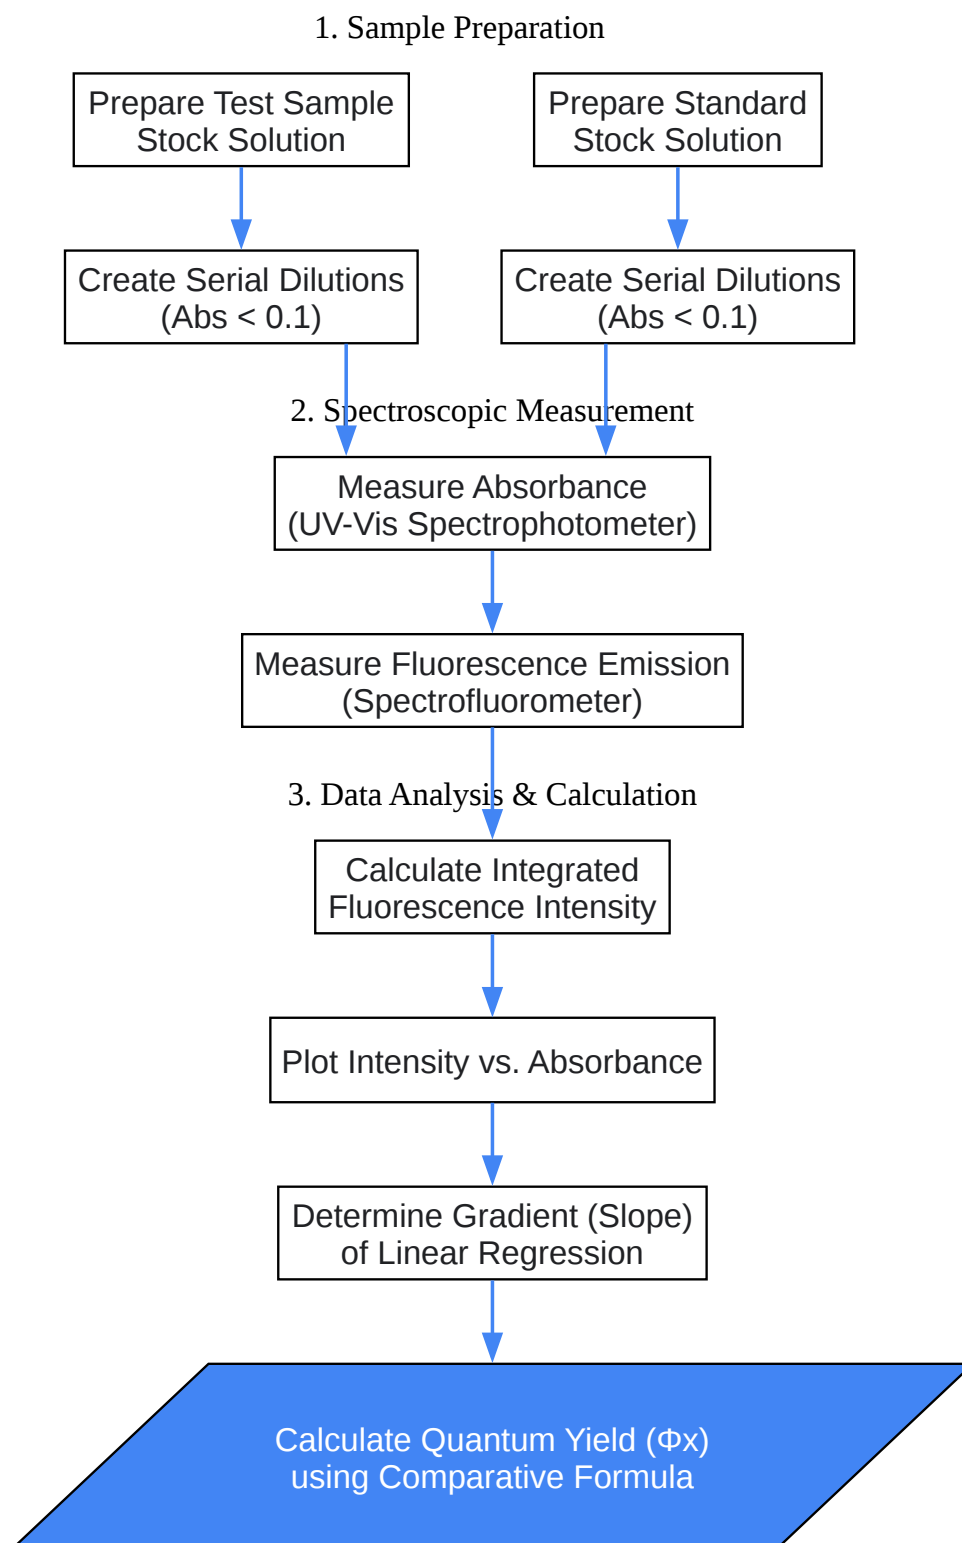 1. Sample Preparation
Prepare Test Sample
Stock Solution
Prepare Standard
Stock Solution
Create Serial Dilutions
(Abs < 0.1)
Create Serial Dilutions
(Abs < 0.1)
2. Spectroscopic Measurement
Measure Absorbance
(UV-Vis Spectrophotometer)
Measure Fluorescence Emission
(Spectrofluorometer)
3. Data Analysis & Calculation
Calculate Integrated
Fluorescence Intensity
Plot Intensity vs. Absorbance
Determine Gradient (Slope)
of Linear Regression
Calculate Quantum Yield (Φx)
using Comparative Formula